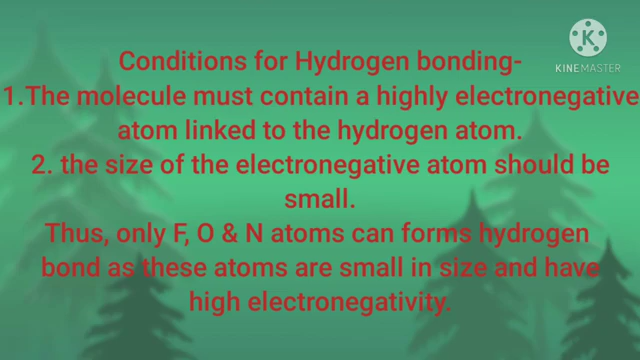 Conditions for Hydrogen bonding-
KINEMASTER
1.The molecule must contain a highly electronegative
atom linked to the hydrogen atom.
2. the size of the electronegative atom should be
small.
Thus, only F, O & N atoms can forms hydrogen
bond as these atoms are small in size and have
high electronegativity.